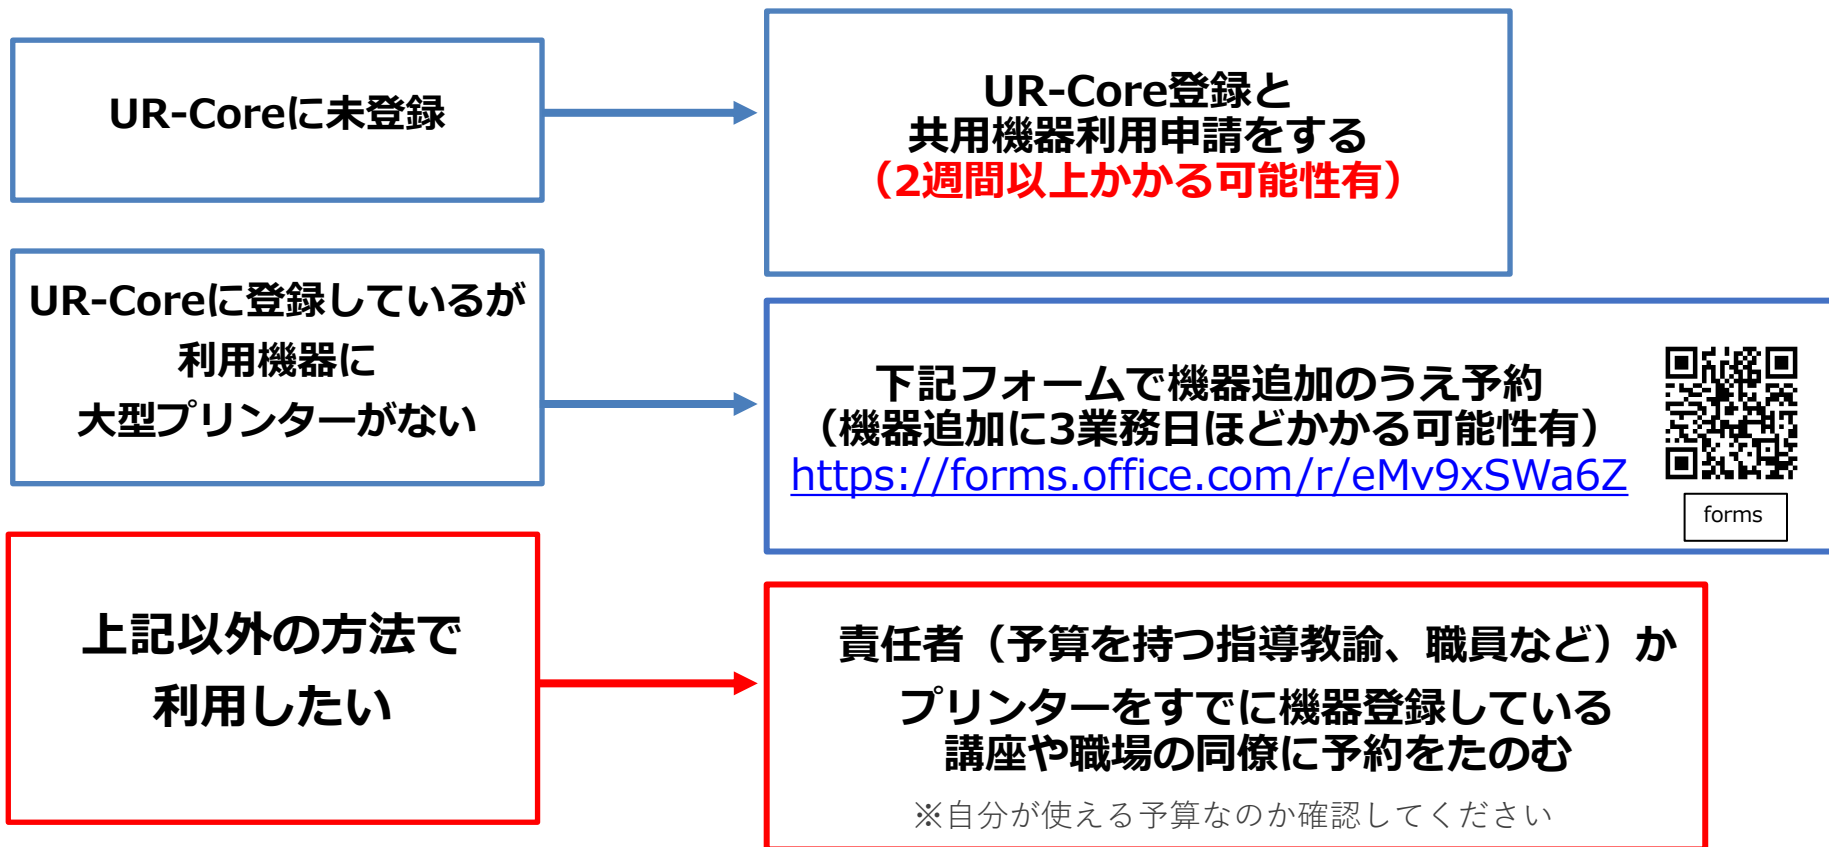 UR-Coreに未登録
UR-Core登録と
共用機器利用申請をする
（2週間以上かかる可能性有）
UR-Coreに登録しているが
利用機器に
大型プリンターがない
下記フォームで機器追加のうえ予約
（機器追加に3業務日ほどかかる可能性有）
https://forms.office.com/r/eMv9xSWa6Z
forms
上記以外の方法で
利用したい
責任者（予算を持つ指導教諭、職員など）か
プリンターをすでに機器登録している
講座や職場の同僚に予約をたのむ
※自分が使える予算なのか確認してください